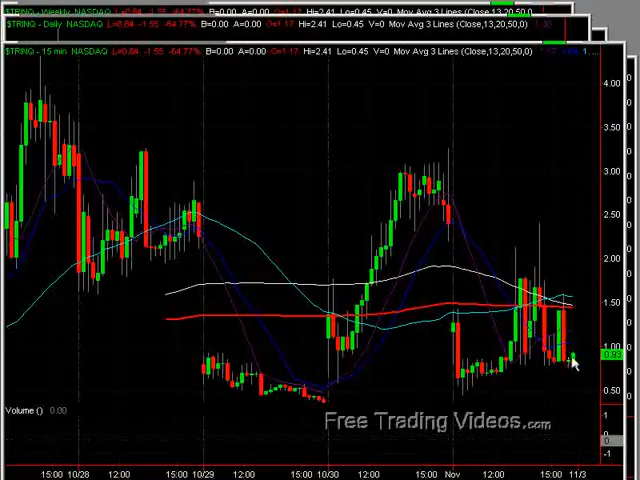 $TRINQ - Weekly NASDAQ L=0.84 -1.55 -64.77% B=0.00 A=0.00 O=1.17 Hi=2.41 Lo=0.45 V=0 Mov Avg 3 Lines (Close,13,20,50,0)
$TRINQ - Daily NASDAQ L=0.84 -1.55 -64.77% B=0.00 A=0.00 O=1.17 Hi=2.41 Lo=0.45 V=0 Mov Avg 3 Lines (Close,13,20,50,0)
$TRINQ - 15 min NASDAQ L=0.84 -1.55 -64.77% B=0.00 A=0.00 O=1.17 Hi=2.41 Lo=0.45 V=0 Mov Avg 3 Lines (Close,13,20,50,0)
4.00
3.50
3.00
2.50
2.00
1.50
1.00
0.93
0.50
Volume () 0.00
1
0
-1
Free Trading Videos.com
15:00 10/28 12:00 15:00 10/29 12:00 15:00 10/30 12:00 15:00 Nov 12:00 15:00 11/3